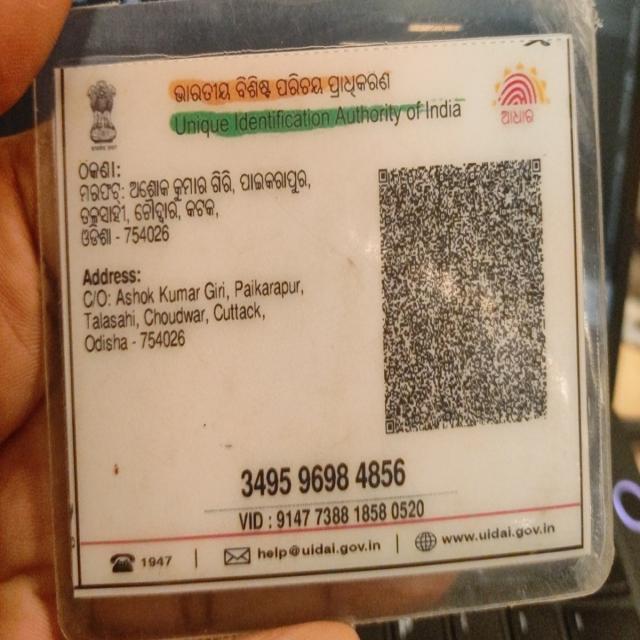 ଭାରତୀୟ ବିଶିଷ୍ଟ ପରିଚୟ ପ୍ରାଧିକରଣ
Unique Identification Authority of India
ଆଧାର
ଠିକଣା:
ମାରଫତ୍: ଅଶୋକ କୁମାର ଗିରି, ପାଇକରାପୁର,
ତଳସାହୀ, ଚୌଦ୍ୱାର, କଟକ,
ଓଡିଶା - 754026
Address:
C/O: Ashok Kumar Giri, Paikarapur,
Talasahi, Choudwar, Cuttack,
Odisha - 754026
3495 9698 4856
VID : 9147 7388 1858 0520
1947 | help@uidai.gov.in | www.uidai.gov.in